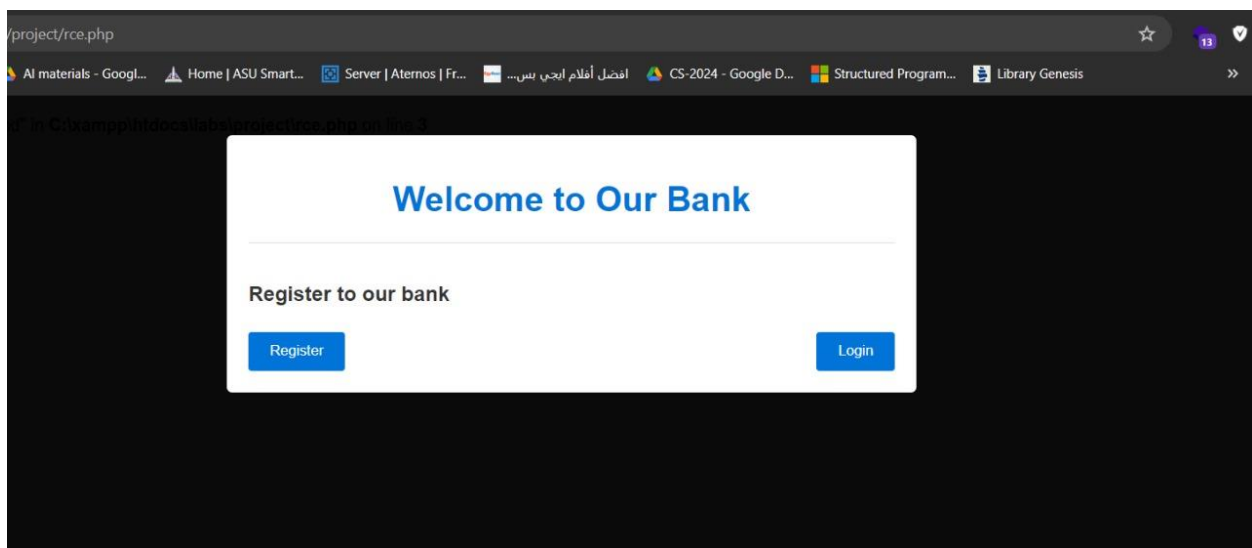 /project/rce.php
13
AI materials - Googl... Home | ASU Smart... Server | Aternos | Fr... افضل أفلام ايجي بس... CS-2024 - Google D... Structured Program... Library Genesis »
in C:\xampp\htdocs\labs\project\rce.php on line 3
Welcome to Our Bank
Register to our bank
Register Login